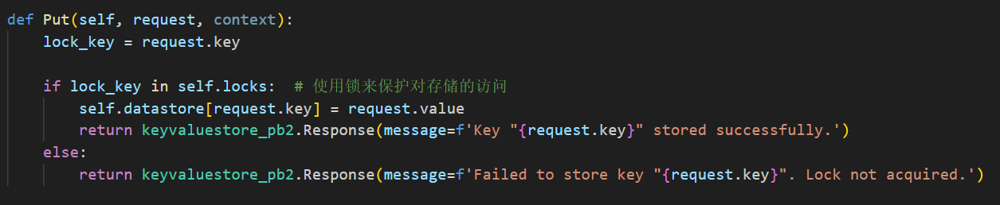 def Put(self, request, context):
    lock_key = request.key

    if lock_key in self.locks:  # 使用锁来保护对存储的访问
        self.datastore[request.key] = request.value
        return keyvaluestore_pb2.Response(message=f'Key "{request.key}" stored successfully.')
    else:
        return keyvaluestore_pb2.Response(message=f'Failed to store key "{request.key}". Lock not acquired.')